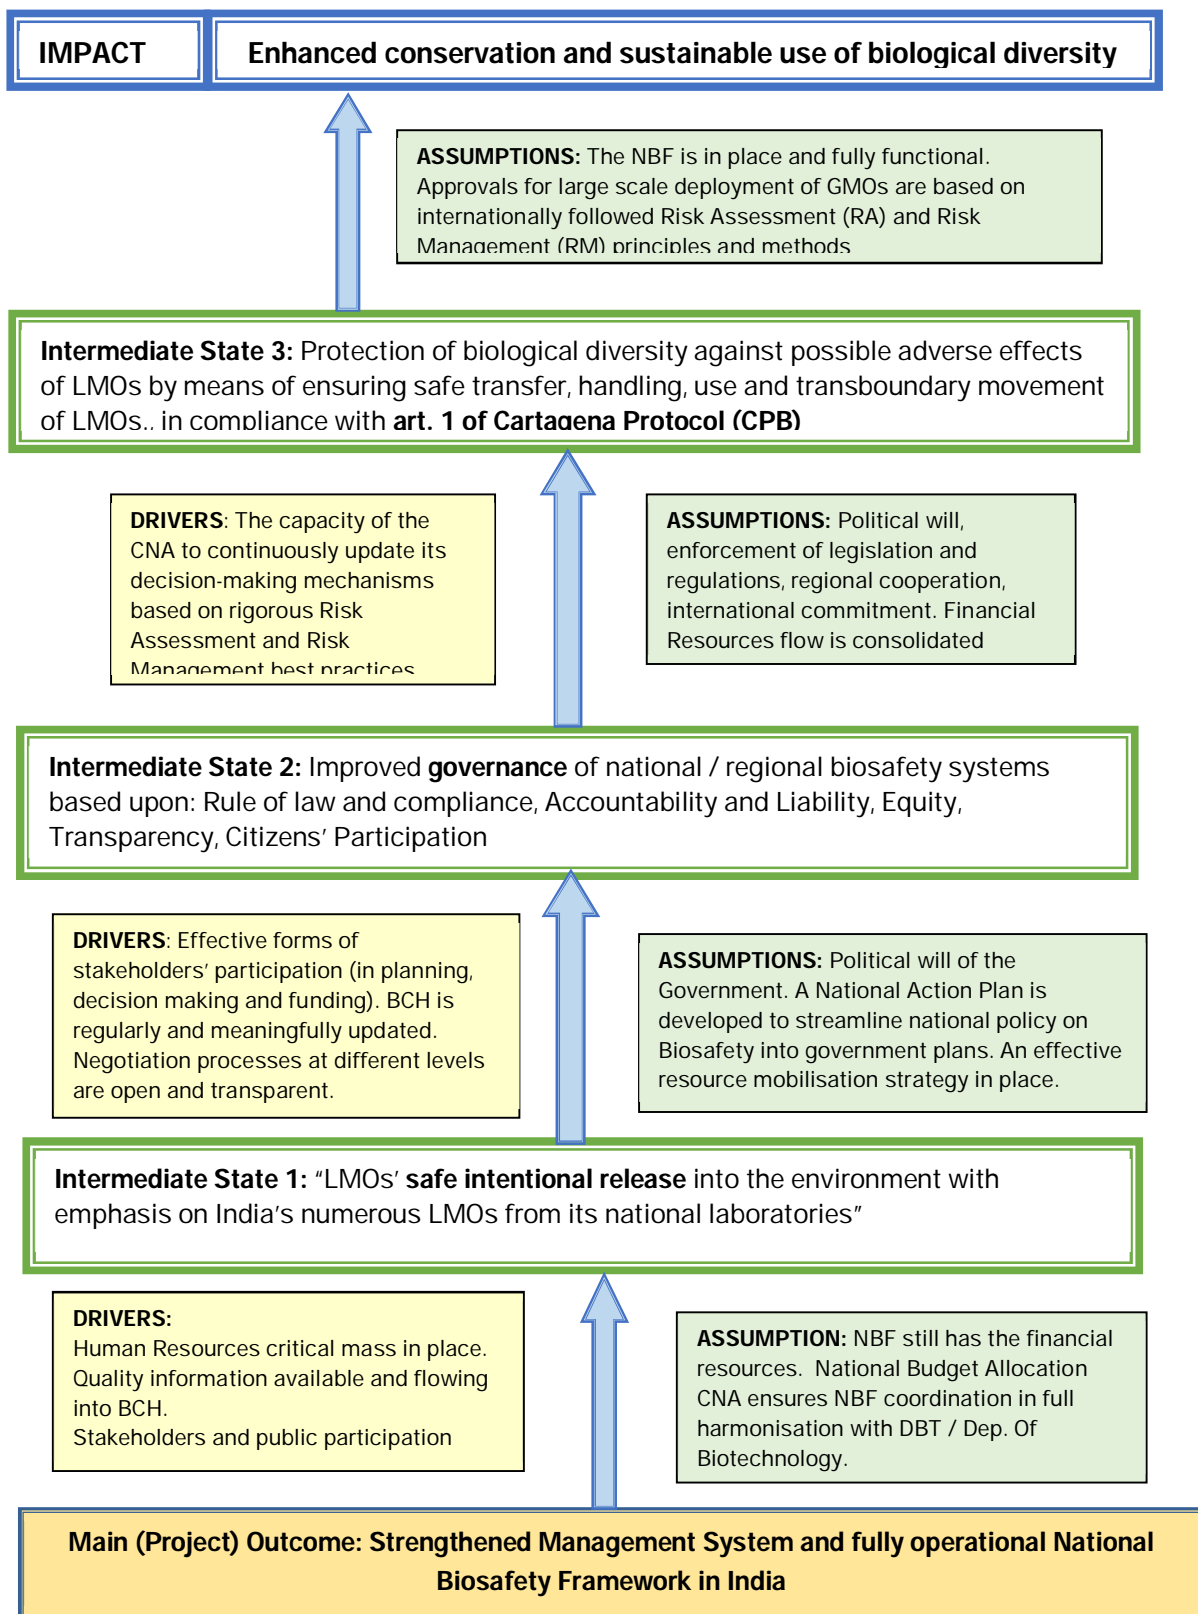 IMPACT
Enhanced conservation and sustainable use of biological diversity
ASSUMPTIONS: The NBF is in place and fully functional.
Approvals for large scale deployment of GMOs are based on
internationally followed Risk Assessment (RA) and Risk
Management (RM) principles and methods
Intermediate State 3: Protection of biological diversity against possible adverse effects
of LMOs by means of ensuring safe transfer, handling, use and transboundary movement
of LMOs., in compliance with art. 1 of Cartagena Protocol (CPB)
DRIVERS: The capacity of the
CNA to continuously update its
decision-making mechanisms
based on rigorous Risk
Assessment and Risk
Management best practices
ASSUMPTIONS: Political will,
enforcement of legislation and
regulations, regional cooperation,
international commitment. Financial
Resources flow is consolidated
Intermediate State 2: Improved governance of national / regional biosafety systems
based upon: Rule of law and compliance, Accountability and Liability, Equity,
Transparency, Citizens’ Participation
DRIVERS: Effective forms of
stakeholders’ participation (in planning,
decision making and funding). BCH is
regularly and meaningfully updated.
Negotiation processes at different levels
are open and transparent.
ASSUMPTIONS: Political will of the
Government. A National Action Plan is
developed to streamline national policy on
Biosafety into government plans. An effective
resource mobilisation strategy in place.
Intermediate State 1: “LMOs’ safe intentional release into the environment with
emphasis on India’s numerous LMOs from its national laboratories”
DRIVERS:
Human Resources critical mass in place.
Quality information available and flowing
into BCH.
Stakeholders and public participation
ASSUMPTION: NBF still has the financial
resources. National Budget Allocation
CNA ensures NBF coordination in full
harmonisation with DBT / Dep. Of
Biotechnology.
Main (Project) Outcome: Strengthened Management System and fully operational National
Biosafety Framework in India